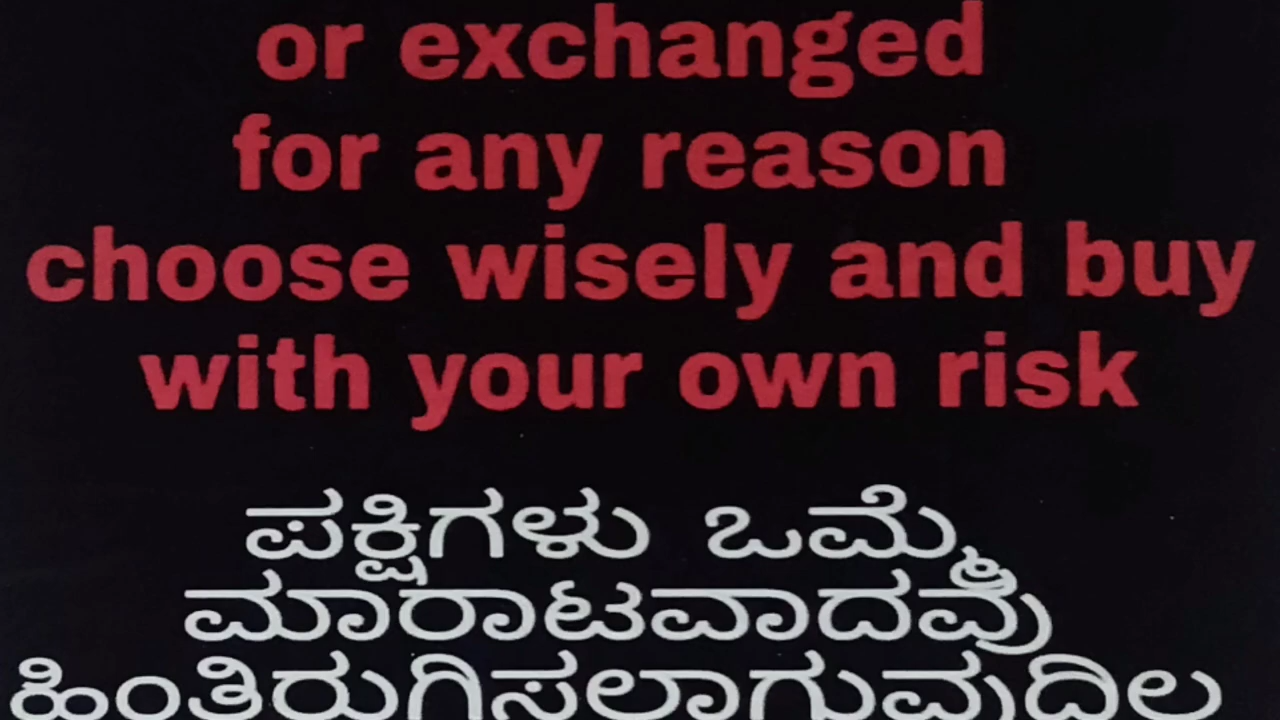 or exchanged
for any reason
choose wisely and buy
with your own risk
ಪಕ್ಷಿಗಳು ಒಮ್ಮೆ
ಮಾರಾಟವಾದವು
ಹಿಂತಿರುಗಿಸಲಾಗುವುದಿಲ